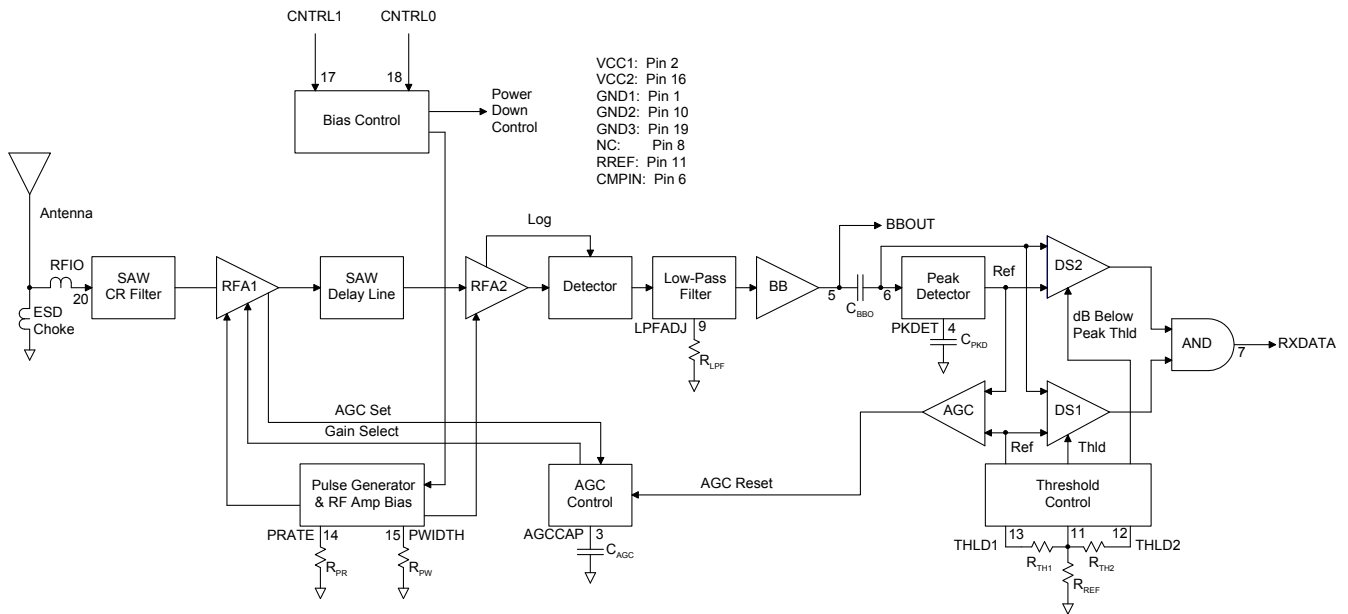 CNTRL1 CNTRL0
17 18
Bias Control
Power
Down
Control
VCC1: Pin 2
VCC2: Pin 16
GND1: Pin 1
GND2: Pin 10
GND3: Pin 19
NC: Pin 8
RREF: Pin 11
CMPIN: Pin 6
Antenna
RFIO
20
ESD
Choke
SAW
CR Filter
RFA1
SAW
Delay Line
Log
RFA2
Detector
Low-Pass
Filter
LPFADJ 9
RLPF
BB
BBOUT
5
CBBO
6
Peak
Detector
PKDET 4
CPKD
Ref
DS2
dB Below
Peak Thld
AND
7
RXDATA
AGC
DS1
Ref
Thld
AGC Set
Gain Select
AGC Reset
Pulse Generator
& RF Amp Bias
PRATE 14
15 PWIDTH
RPR
RPW
AGC
Control
AGCCAP 3
CAGC
Threshold
Control
THLD1 13 11 12 THLD2
RTH1 RTH2
RREF